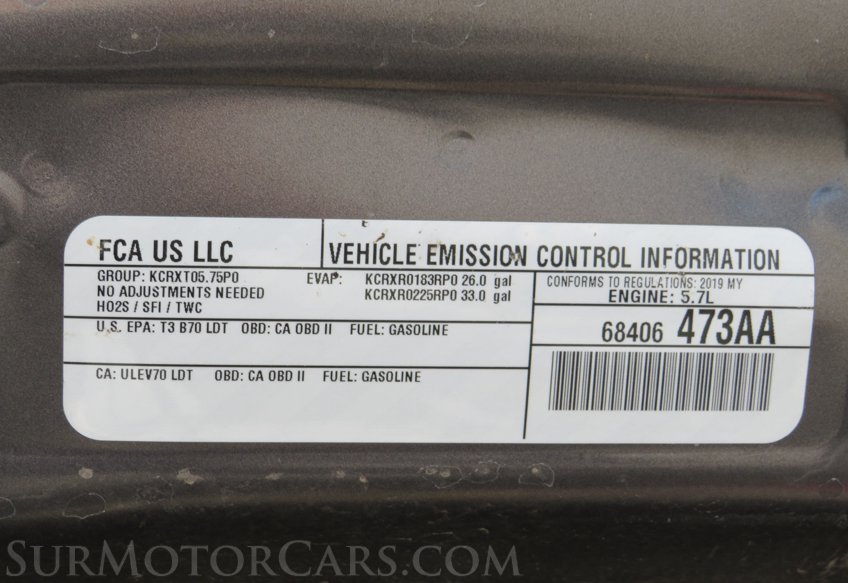 FCA US LLC
VEHICLE EMISSION CONTROL INFORMATION
GROUP: KCRXT05.75P0
NO ADJUSTMENTS NEEDED
HO2S / SFI / TWC
EVAP: KCRXR0183RP0 26.0 gal
KCRXR0225RP0 33.0 gal
CONFORMS TO REGULATIONS: 2019 MY
ENGINE: 5.7L
U.S. EPA: T3 B70 LDT OBD: CA OBD II FUEL: GASOLINE
68406 473AA
CA: ULEV70 LDT OBD: CA OBD II FUEL: GASOLINE
SurMotorCars.com